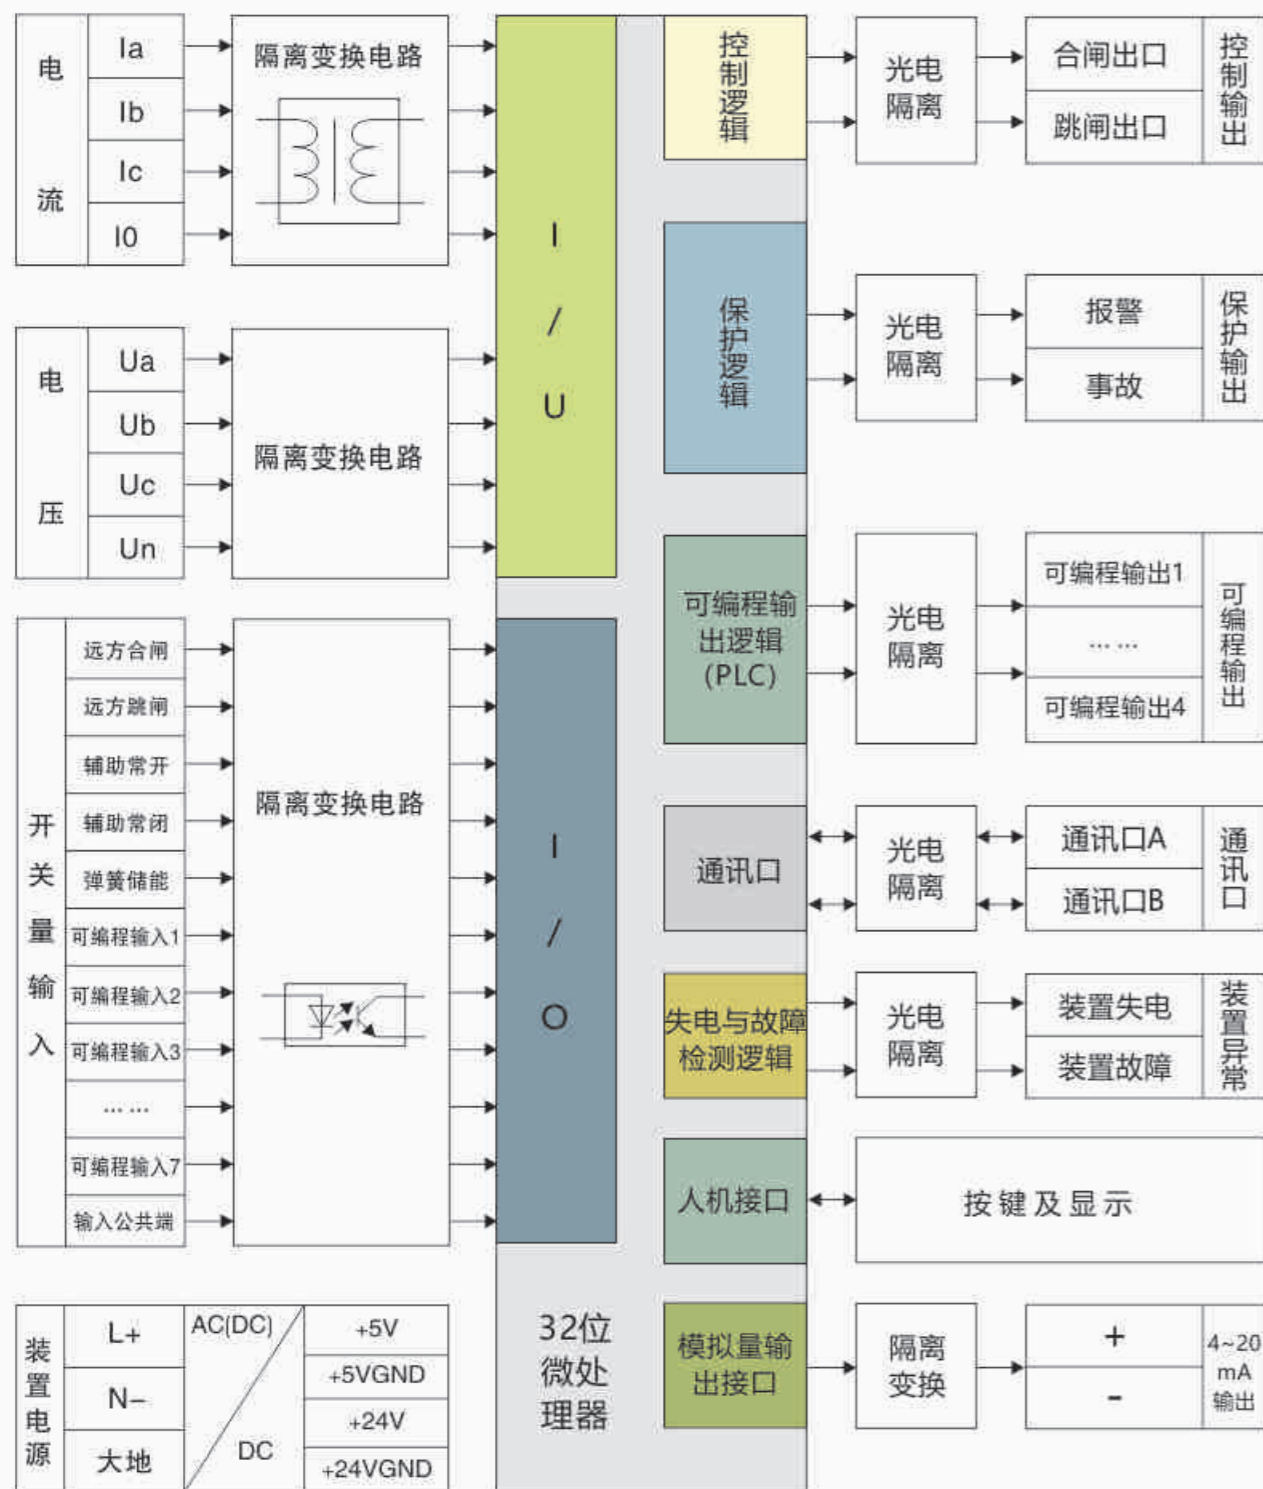 电流
Ia
Ib
Ic
I0
隔离变换电路
电压
Ua
Ub
Uc
Un
隔离变换电路
I/U
开关量输入
远方合闸
远方跳闸
辅助常开
辅助常闭
弹簧储能
可编程输入1
可编程输入2
可编程输入3
... ...
可编程输入7
输入公共端
隔离变换电路
I/O
装置电源
L+
N−
大地
AC(DC)
DC
+5V
+5VGND
+24V
+24VGND
32位
微处
理器
控制逻辑
光电
隔离
合闸出口
跳闸出口
控制输出
保护逻辑
光电
隔离
报警
事故
保护输出
可编程输
出逻辑
(PLC)
光电
隔离
可编程输出1
... ...
可编程输出4
可编程输出
通讯口
光电
隔离
通讯口A
通讯口B
通讯口
失电与故障
检测逻辑
光电
隔离
装置失电
装置故障
装置异常
人机接口
按键及显示
模拟量输
出接口
隔离
变换
+
-
4~20
mA
输出